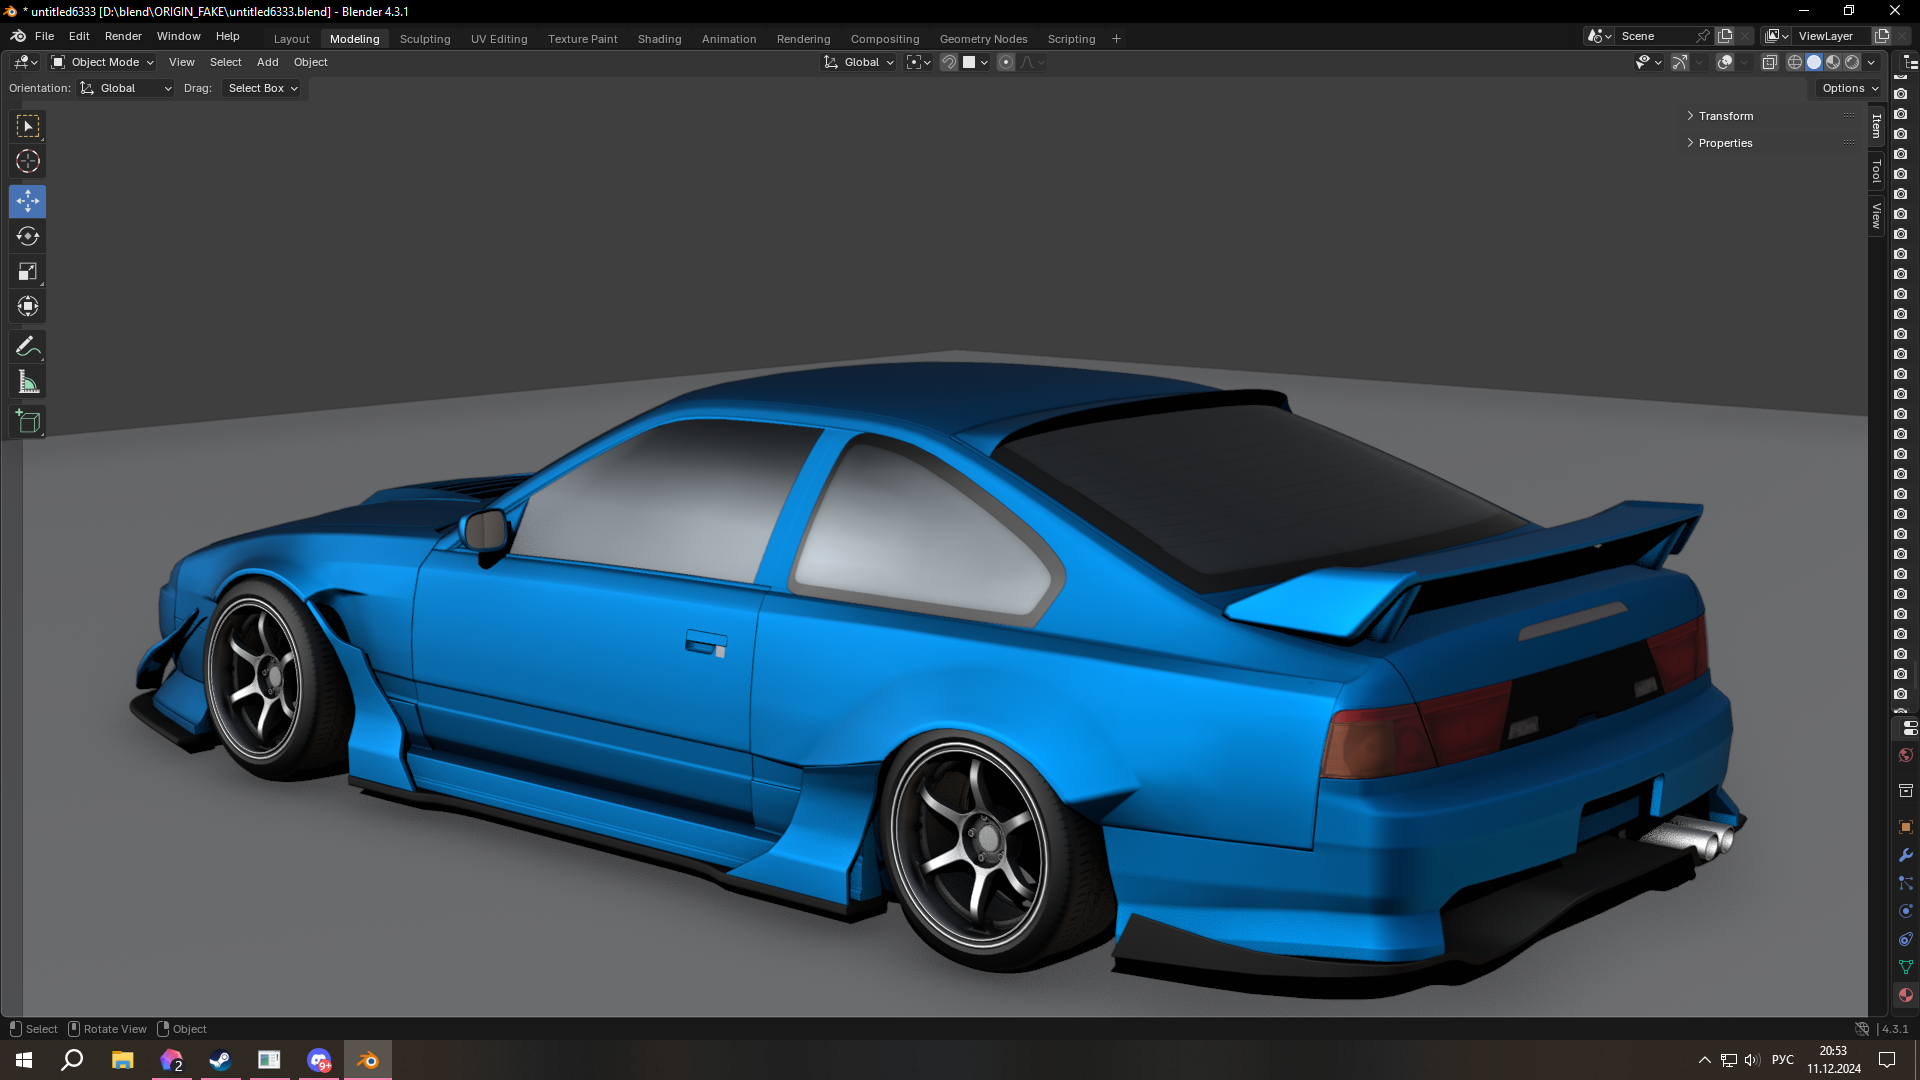 * untitled6333 [D:\blend\ORIGIN_FAKE\untitled6333.blend] - Blender 4.3.1
File Edit Render Window Help Layout Modeling Sculpting UV Editing Texture Paint Shading Animation Rendering Compositing Geometry Nodes Scripting + Scene ViewLayer
Object Mode View Select Add Object Global
Orientation: Global Drag: Select Box Options
Transform
Properties
Item
Tool
View
Select Rotate View Object 4.3.1
2 9+ РУС 20:53
11.12.2024